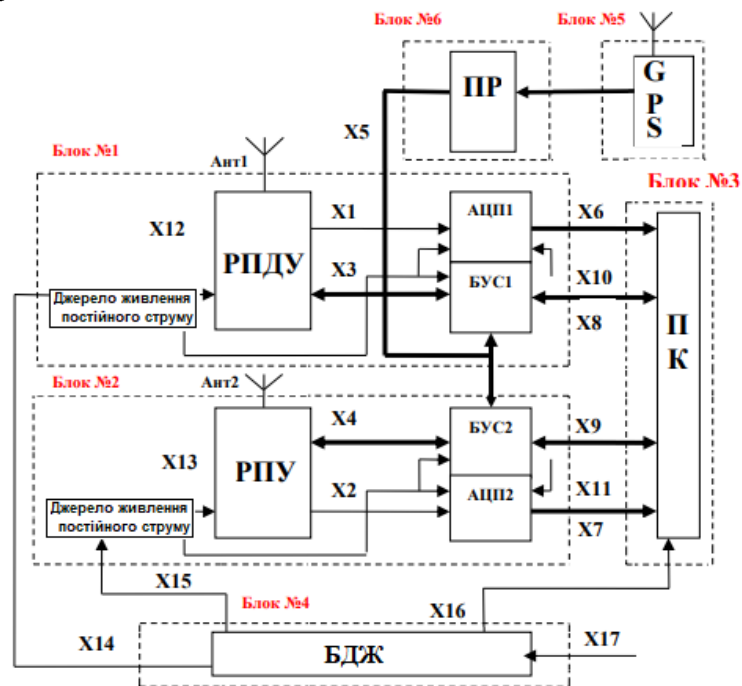 Блок №6
Блок №5
ПР
G
P
S
X5
Блок №1
Ант1
Блок №3
X12
РПДУ
X1
X3
АЦП1
БУС1
X6
X10
X8
П
К
Джерело живлення
постійного струму
Блок №2
Ант2
X13
РПУ
X4
X2
БУС2
АЦП2
X9
X11
X7
Джерело живлення
постійного струму
X15
Блок №4
X16
X14
БДЖ
X17